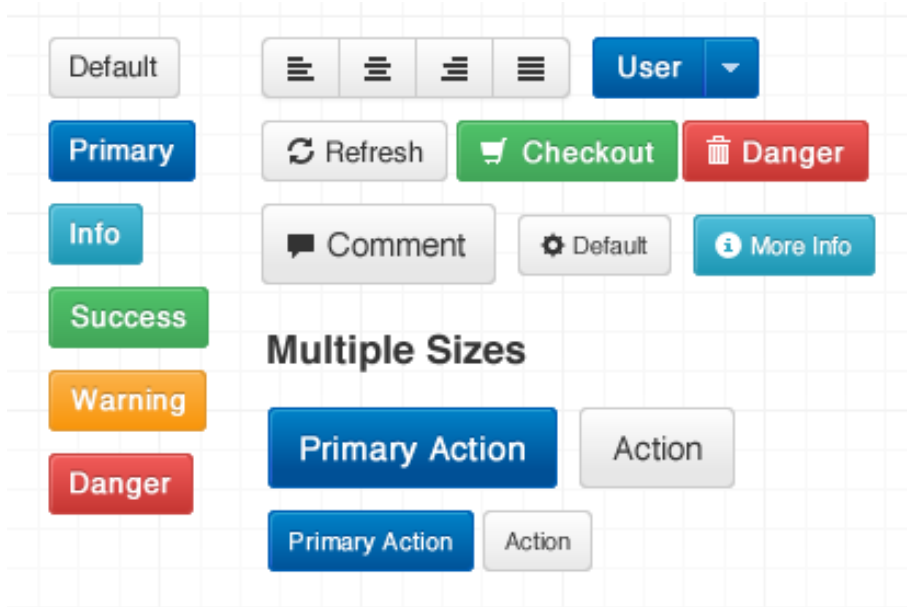 Default
User
Primary
Refresh
Checkout
Danger
Info
Comment
Default
More Info
Success
Multiple Sizes
Warning
Primary Action
Action
Danger
Primary Action
Action